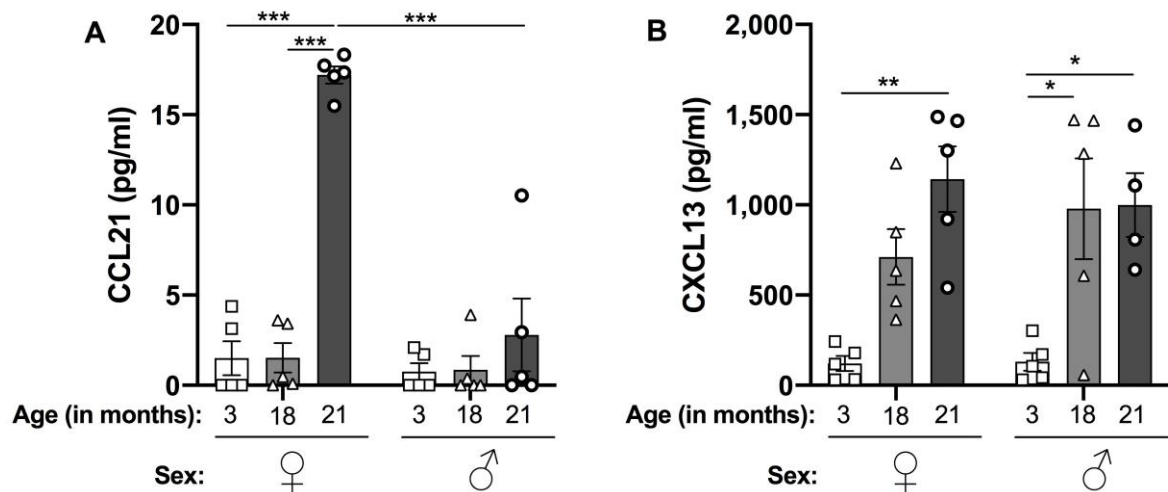 A
CCL21 (pg/ml)
20
15
10
5
0
***
***
***
Age (in months): 3 18 21 3 18 21
Sex: ♀ ♂
B
CXCL13 (pg/ml)
2,000
1,500
1,000
500
0
**
*
*
Age (in months): 3 18 21 3 18 21
Sex: ♀ ♂